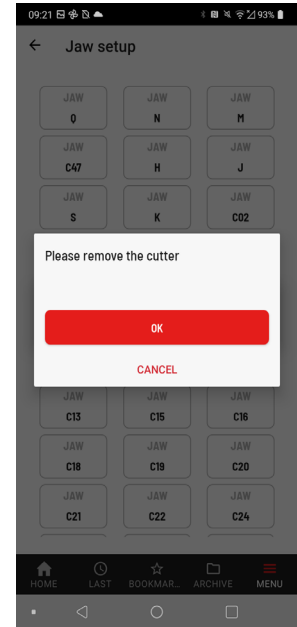 09:21 93%
Jaw setup
JAW JAW JAW
Q N M
JAW JAW JAW
C47 H J
JAW JAW JAW
S K C02
Please remove the cutter
OK
CANCEL
JAW JAW JAW
C13 C15 C16
JAW JAW JAW
C18 C19 C20
JAW JAW JAW
C21 C22 C24
HOME LAST BOOKMAR... ARCHIVE MENU